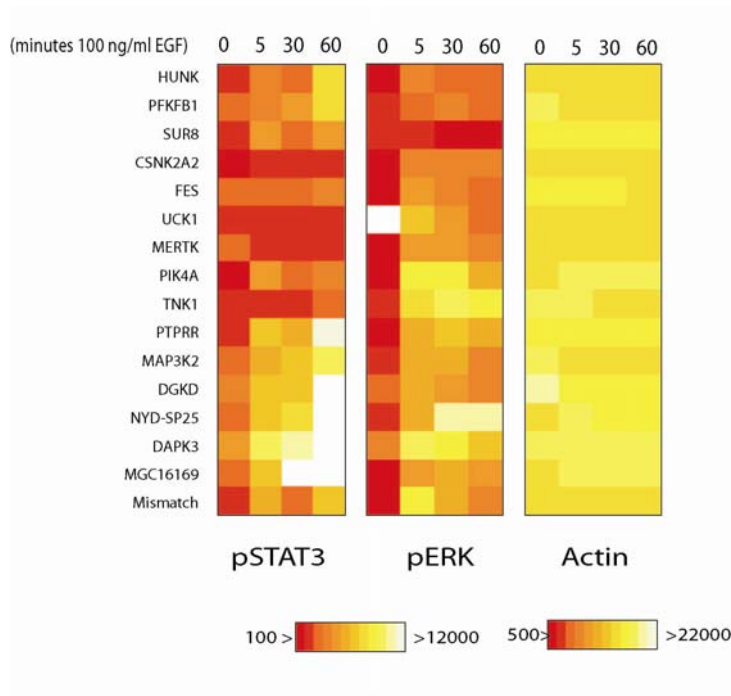 (minutes 100 ng/ml EGF) 0 5 30 60 0 5 30 60 0 5 30 60
HUNK
PFKFB1
SUR8
CSNK2A2
FES
UCK1
MERTK
PIK4A
TNK1
PTPRR
MAP3K2
DGKD
NYD-SP25
DAPK3
MGC16169
Mismatch
pSTAT3 pERK Actin
100 > >12000 500> >22000